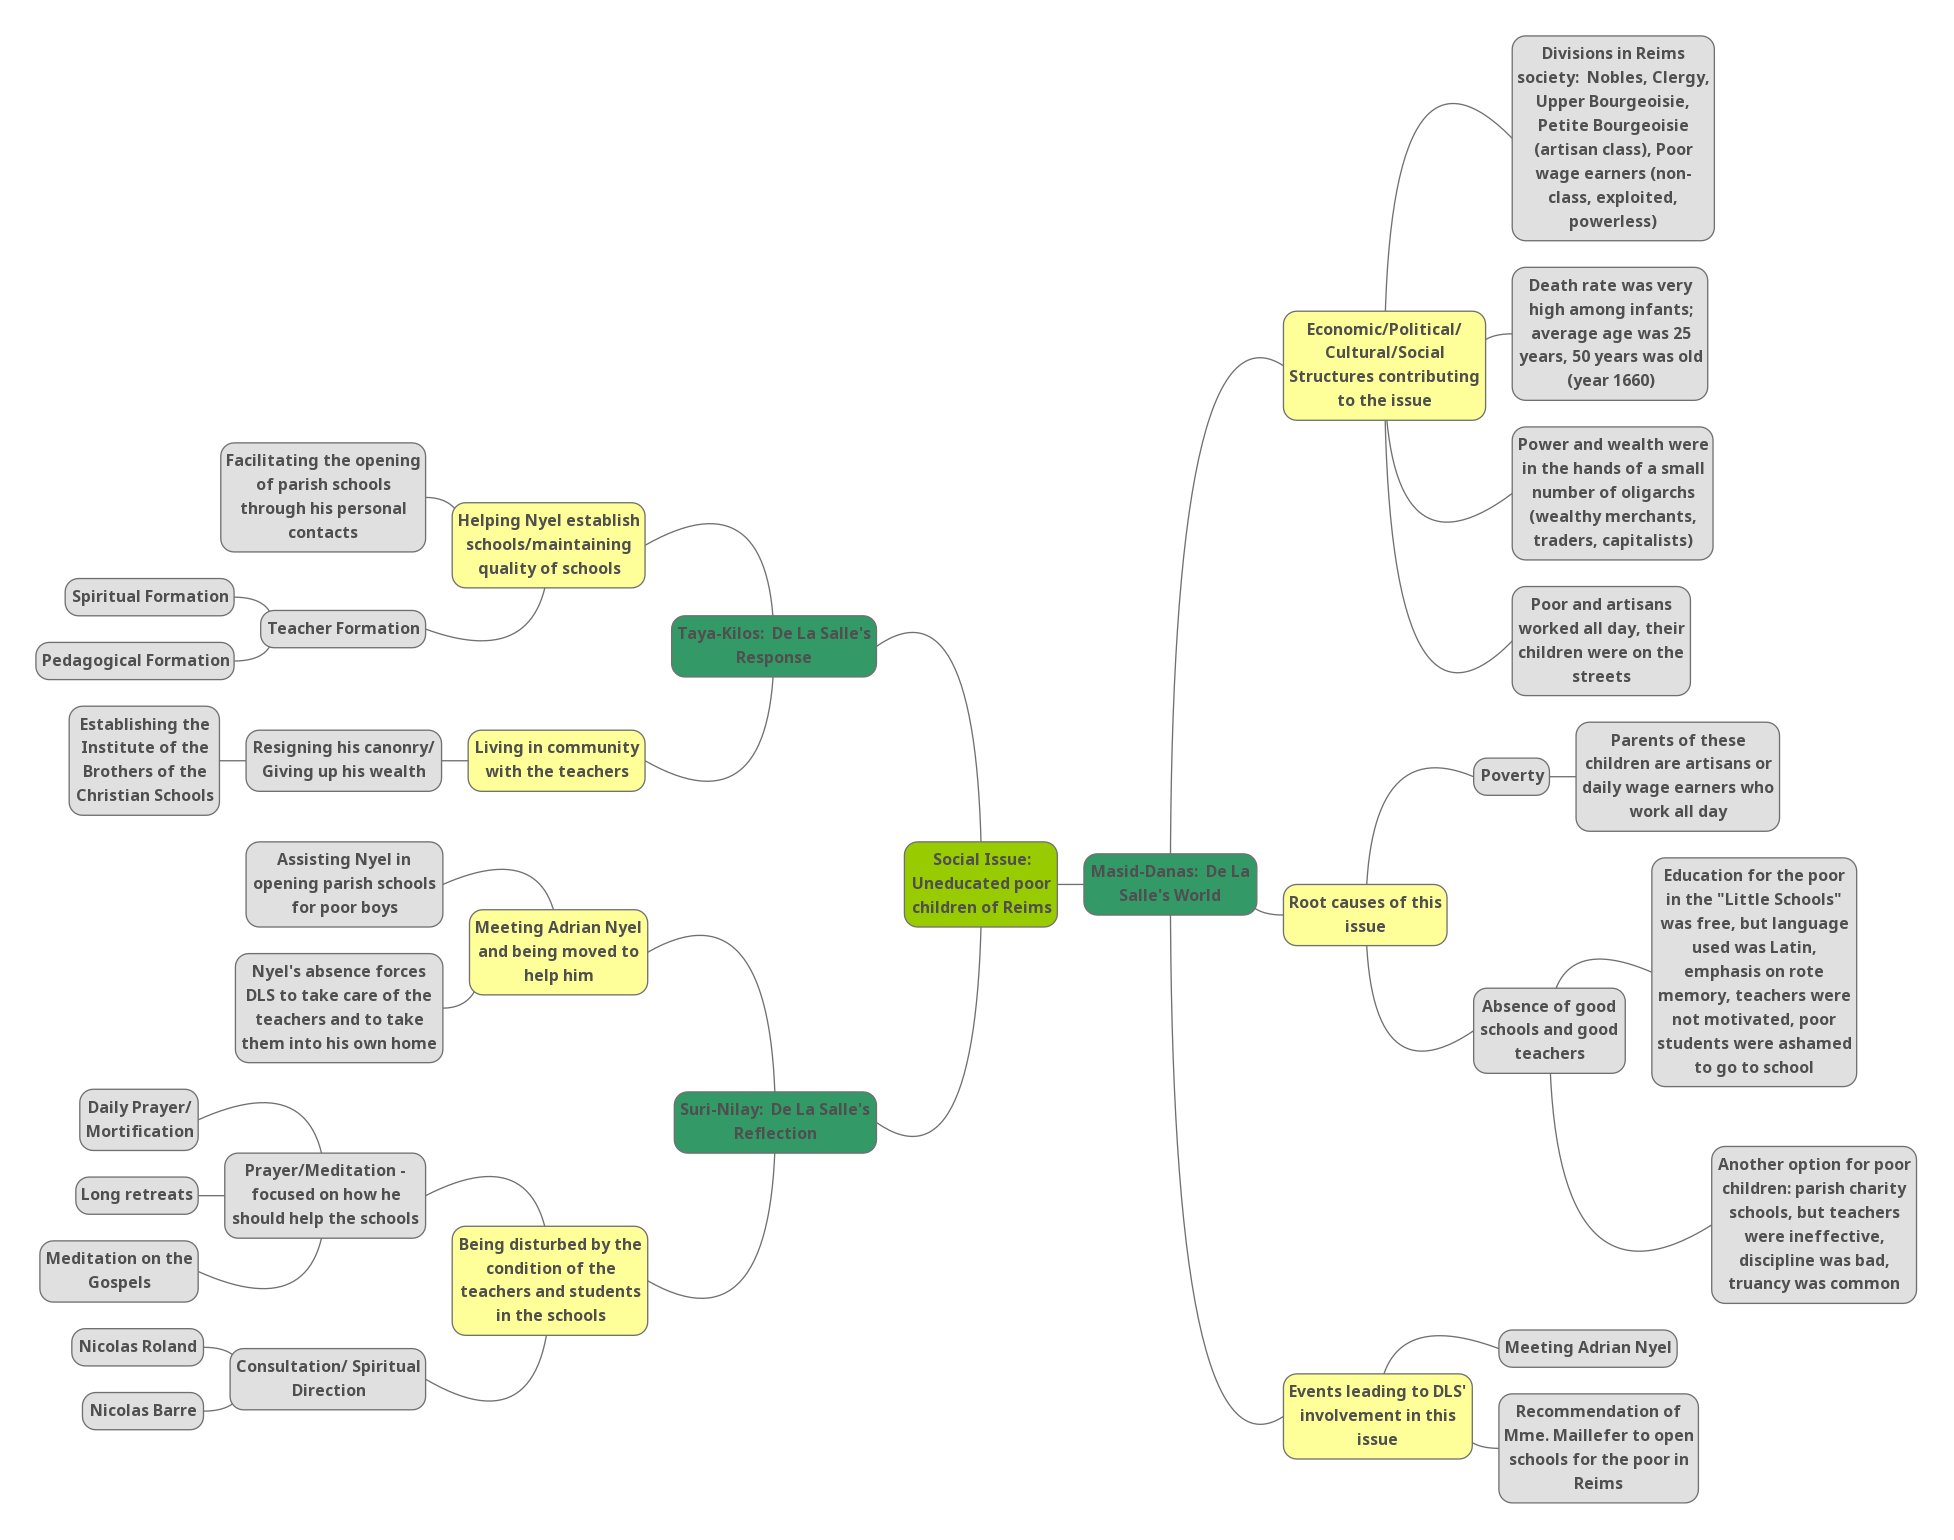 Social Issue:
Uneducated poor
children of Reims
Masid-Danas:  De La
Salle's World
Economic/Political/
Cultural/Social
Structures contributing
to the issue
Divisions in Reims
society:  Nobles, Clergy,
Upper Bourgeoisie,
Petite Bourgeoisie
(artisan class), Poor
wage earners (non-
class, exploited,
powerless)
Death rate was very
high among infants;
average age was 25
years, 50 years was old
(year 1660)
Power and wealth were
in the hands of a small
number of oligarchs
(wealthy merchants,
traders, capitalists)
Poor and artisans
worked all day, their
children were on the
streets
Root causes of this
issue
Poverty
Parents of these
children are artisans or
daily wage earners who
work all day
Absence of good
schools and good
teachers
Education for the poor
in the "Little Schools"
was free, but language
used was Latin,
emphasis on rote
memory, teachers were
not motivated, poor
students were ashamed
to go to school
Another option for poor
children: parish charity
schools, but teachers
were ineffective,
discipline was bad,
truancy was common
Events leading to DLS'
involvement in this
issue
Meeting Adrian Nyel
Recommendation of
Mme. Maillefer to open
schools for the poor in
Reims
Taya-Kilos:  De La Salle's
Response
Helping Nyel establish
schools/maintaining
quality of schools
Facilitating the opening
of parish schools
through his personal
contacts
Teacher Formation
Spiritual Formation
Pedagogical Formation
Living in community
with the teachers
Resigning his canonry/
Giving up his wealth
Establishing the
Institute of the
Brothers of the
Christian Schools
Suri-Nilay:  De La Salle's
Reflection
Meeting Adrian Nyel
and being moved to
help him
Assisting Nyel in
opening parish schools
for poor boys
Nyel's absence forces
DLS to take care of the
teachers and to take
them into his own home
Being disturbed by the
condition of the
teachers and students
in the schools
Prayer/Meditation -
focused on how he
should help the schools
Daily Prayer/
Mortification
Long retreats
Meditation on the
Gospels
Consultation/ Spiritual
Direction
Nicolas Roland
Nicolas Barre